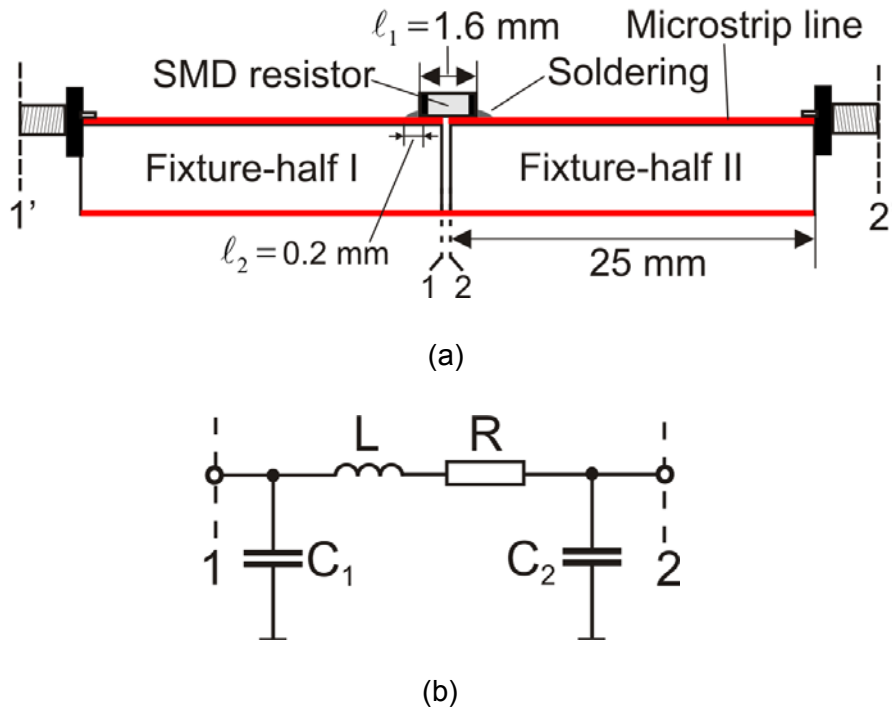 ℓ₁ = 1.6 mm
Microstrip line
SMD resistor
Soldering
Fixture-half I
Fixture-half II
1’
2
ℓ₂ = 0.2 mm
25 mm
1 2
(a)
L
R
1
C₁
C₂
2
(b)